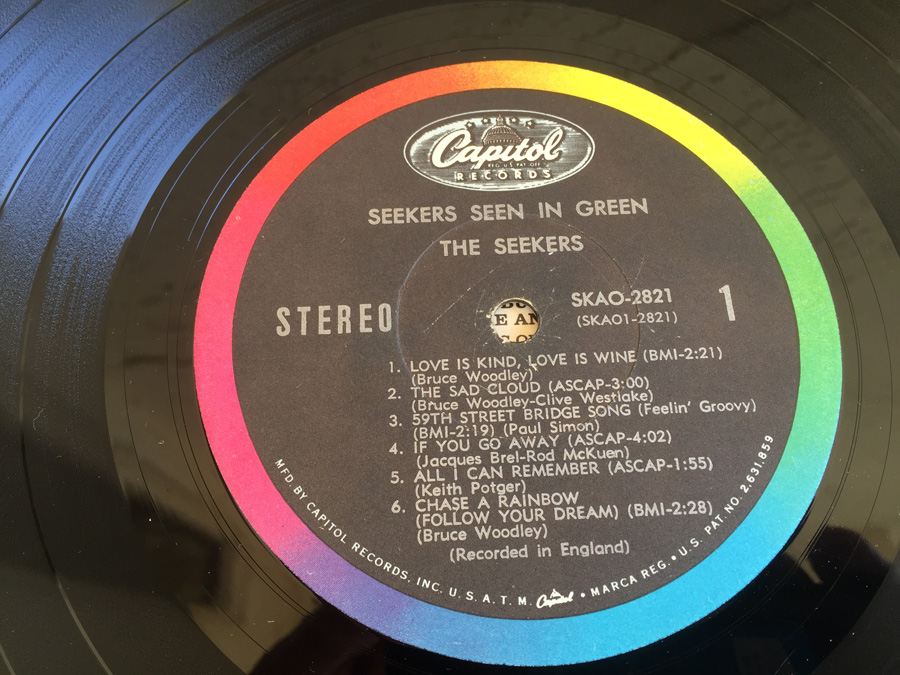 Capitol
REG. U.S. PAT. OFF.
RECORDS
SEEKERS SEEN IN GREEN
THE SEEKERS
STEREO
SKAO-2821
(SKAO1-2821)
1
E AN
1. LOVE IS KIND, LOVE IS WINE (BMI-2:21)
(Bruce Woodley)
2. THE SAD CLOUD (ASCAP-3:00)
(Bruce Woodley-Clive Westlake)
3. 59TH STREET BRIDGE SONG (Feelin' Groovy)
(BMI-2:19) (Paul Simon)
4. IF YOU GO AWAY (ASCAP-4:02)
(Jacques Brel-Rod McKuen)
5. ALL I CAN REMEMBER (ASCAP-1:55)
(Keith Potger)
6. CHASE A RAINBOW
(FOLLOW YOUR DREAM) (BMI-2:28)
(Bruce Woodley)
(Recorded in England)
MFD. BY CAPITOL RECORDS, INC. U.S.A. T.M. Capitol • MARCA REG. • U.S. PAT. NO. 2,631,859